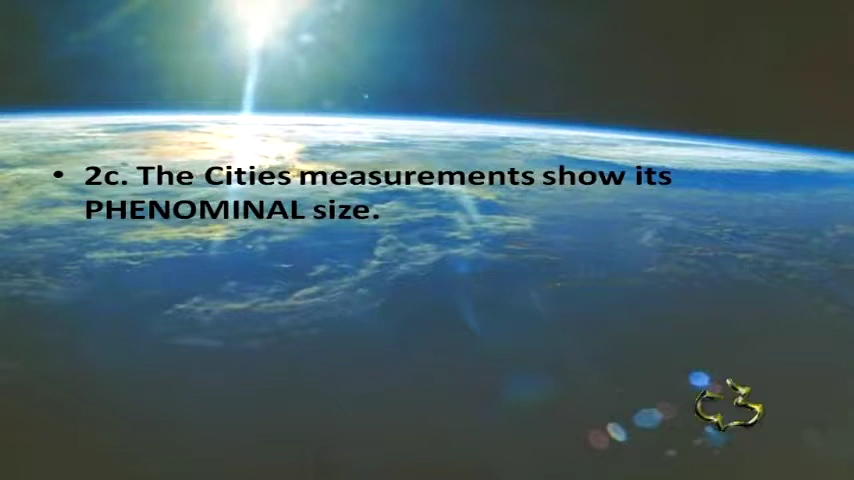 • 2c. The Cities measurements show its
PHENOMINAL size.